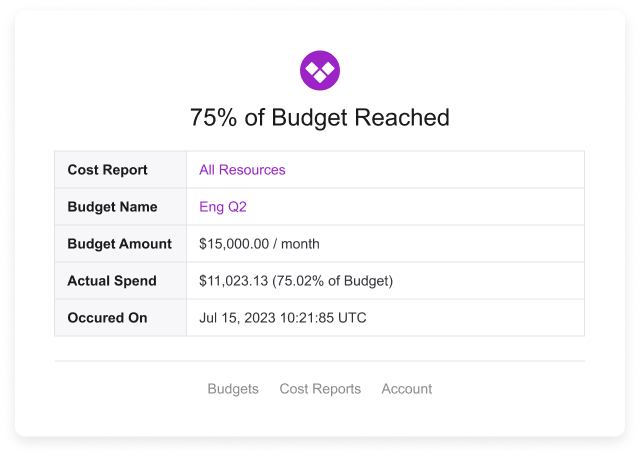 75% of Budget Reached
Cost Report All Resources
Budget Name Eng Q2
Budget Amount $15,000.00 / month
Actual Spend $11,023.13 (75.02% of Budget)
Occured On Jul 15, 2023 10:21:85 UTC
Budgets Cost Reports Account